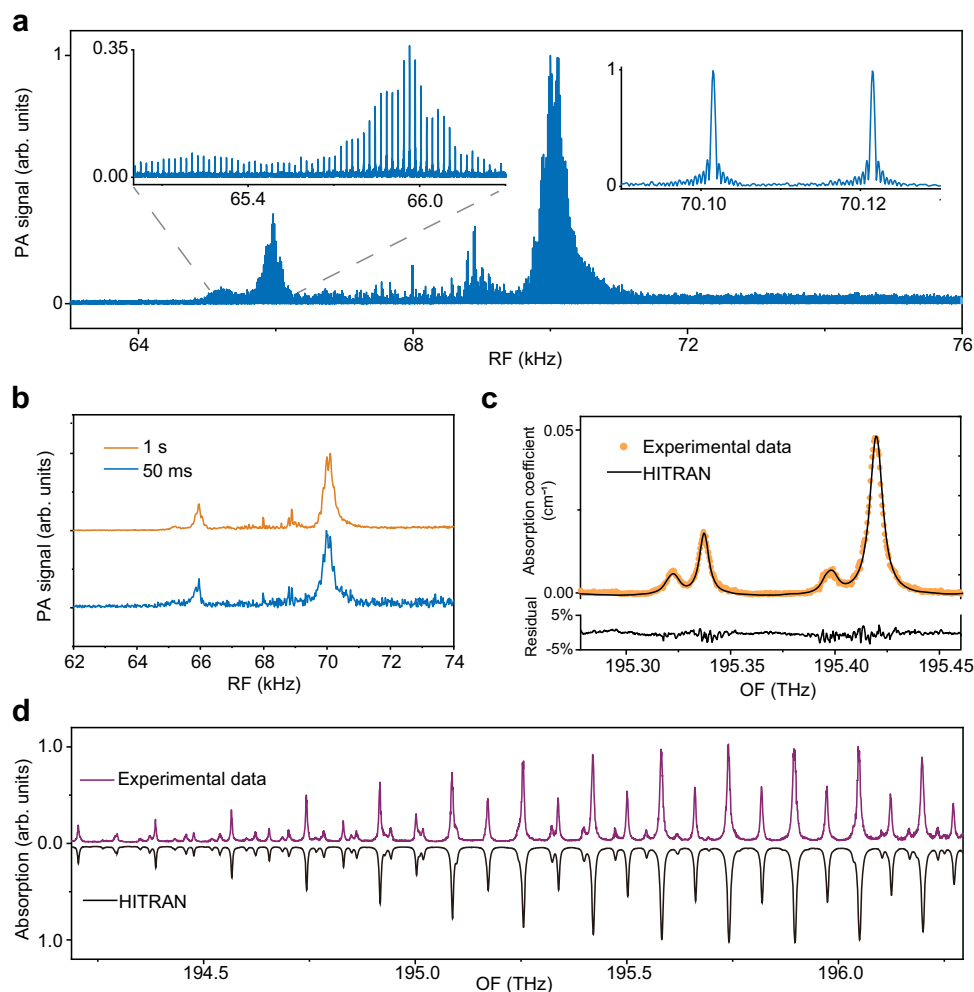 a
PA signal (arb. units)
1
0
0.35
0.00
65.4
66.0
1
0
70.10
70.12
64
68
72
76
RF (kHz)
b
PA signal (arb. units)
1 s
50 ms
62
64
66
68
70
72
74
RF (kHz)
c
Absorption coefficient
(cm⁻¹)
0.05
0.00
Experimental data
HITRAN
Residual
5%
-5%
195.30
195.35
195.40
195.45
OF (THz)
d
Absorption (arb. units)
1.0
0.0
1.0
Experimental data
HITRAN
194.5
195.0
195.5
196.0
OF (THz)